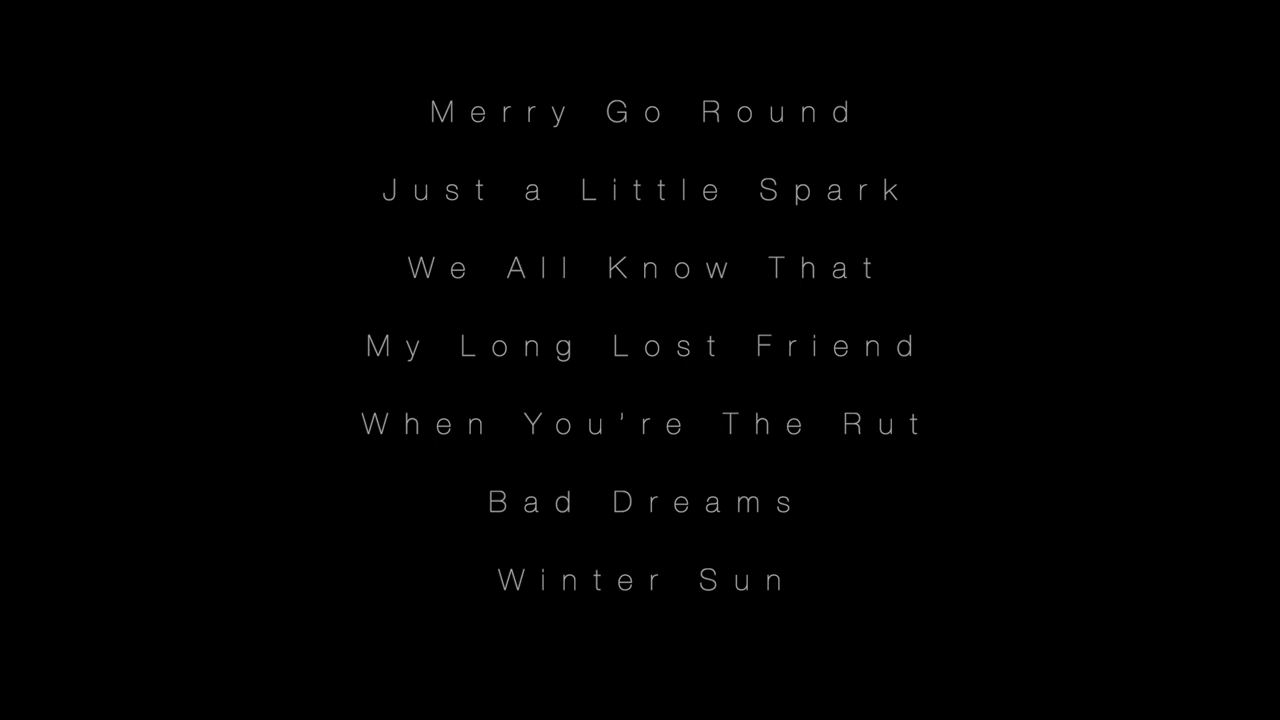 Merry Go Round
Just a Little Spark
We All Know That
My Long Lost Friend
When You're The Rut
Bad Dreams
Winter Sun